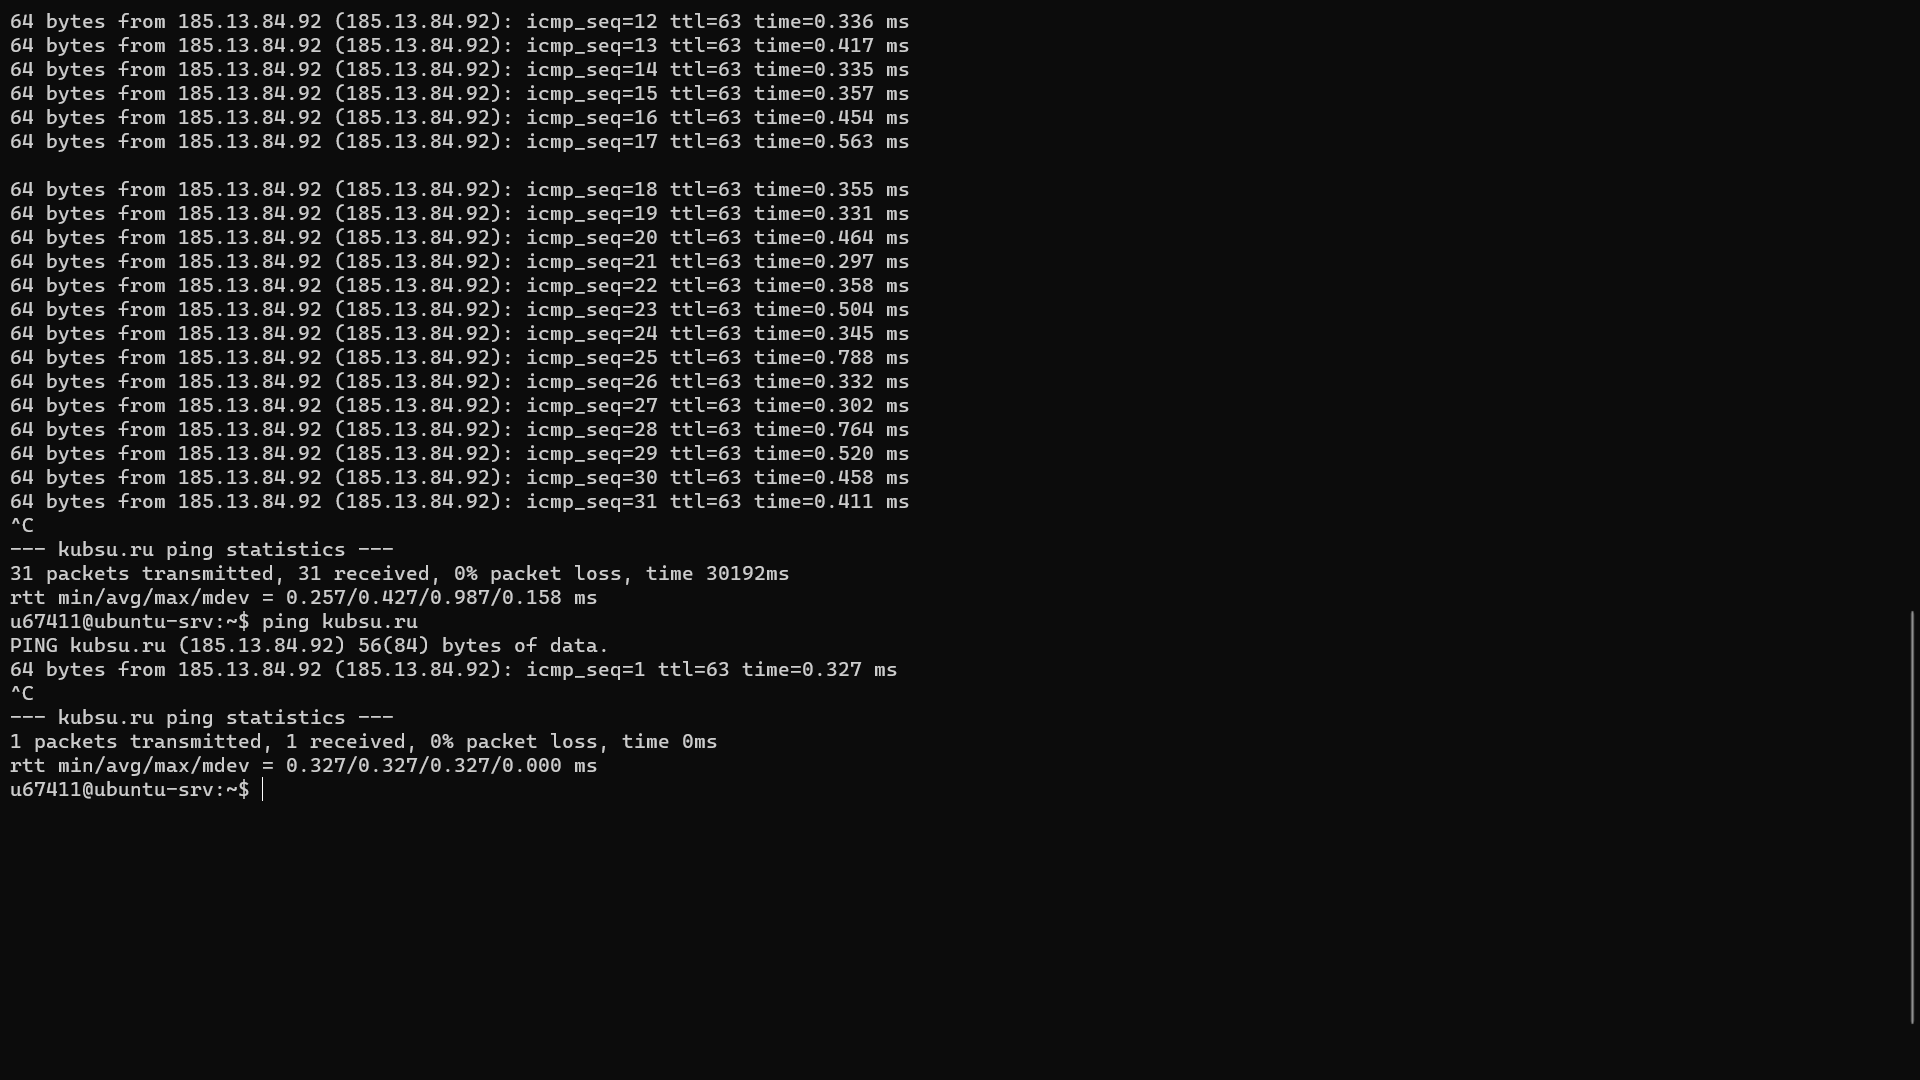 64 bytes from 185.13.84.92 (185.13.84.92): icmp_seq=12 ttl=63 time=0.336 ms
64 bytes from 185.13.84.92 (185.13.84.92): icmp_seq=13 ttl=63 time=0.417 ms
64 bytes from 185.13.84.92 (185.13.84.92): icmp_seq=14 ttl=63 time=0.335 ms
64 bytes from 185.13.84.92 (185.13.84.92): icmp_seq=15 ttl=63 time=0.357 ms
64 bytes from 185.13.84.92 (185.13.84.92): icmp_seq=16 ttl=63 time=0.454 ms
64 bytes from 185.13.84.92 (185.13.84.92): icmp_seq=17 ttl=63 time=0.563 ms

64 bytes from 185.13.84.92 (185.13.84.92): icmp_seq=18 ttl=63 time=0.355 ms
64 bytes from 185.13.84.92 (185.13.84.92): icmp_seq=19 ttl=63 time=0.331 ms
64 bytes from 185.13.84.92 (185.13.84.92): icmp_seq=20 ttl=63 time=0.464 ms
64 bytes from 185.13.84.92 (185.13.84.92): icmp_seq=21 ttl=63 time=0.297 ms
64 bytes from 185.13.84.92 (185.13.84.92): icmp_seq=22 ttl=63 time=0.358 ms
64 bytes from 185.13.84.92 (185.13.84.92): icmp_seq=23 ttl=63 time=0.504 ms
64 bytes from 185.13.84.92 (185.13.84.92): icmp_seq=24 ttl=63 time=0.345 ms
64 bytes from 185.13.84.92 (185.13.84.92): icmp_seq=25 ttl=63 time=0.788 ms
64 bytes from 185.13.84.92 (185.13.84.92): icmp_seq=26 ttl=63 time=0.332 ms
64 bytes from 185.13.84.92 (185.13.84.92): icmp_seq=27 ttl=63 time=0.302 ms
64 bytes from 185.13.84.92 (185.13.84.92): icmp_seq=28 ttl=63 time=0.764 ms
64 bytes from 185.13.84.92 (185.13.84.92): icmp_seq=29 ttl=63 time=0.520 ms
64 bytes from 185.13.84.92 (185.13.84.92): icmp_seq=30 ttl=63 time=0.458 ms
64 bytes from 185.13.84.92 (185.13.84.92): icmp_seq=31 ttl=63 time=0.411 ms
^C
--- kubsu.ru ping statistics ---
31 packets transmitted, 31 received, 0% packet loss, time 30192ms
rtt min/avg/max/mdev = 0.257/0.427/0.987/0.158 ms
u67411@ubuntu-srv:~$ ping kubsu.ru
PING kubsu.ru (185.13.84.92) 56(84) bytes of data.
64 bytes from 185.13.84.92 (185.13.84.92): icmp_seq=1 ttl=63 time=0.327 ms
^C
--- kubsu.ru ping statistics ---
1 packets transmitted, 1 received, 0% packet loss, time 0ms
rtt min/avg/max/mdev = 0.327/0.327/0.327/0.000 ms
u67411@ubuntu-srv:~$